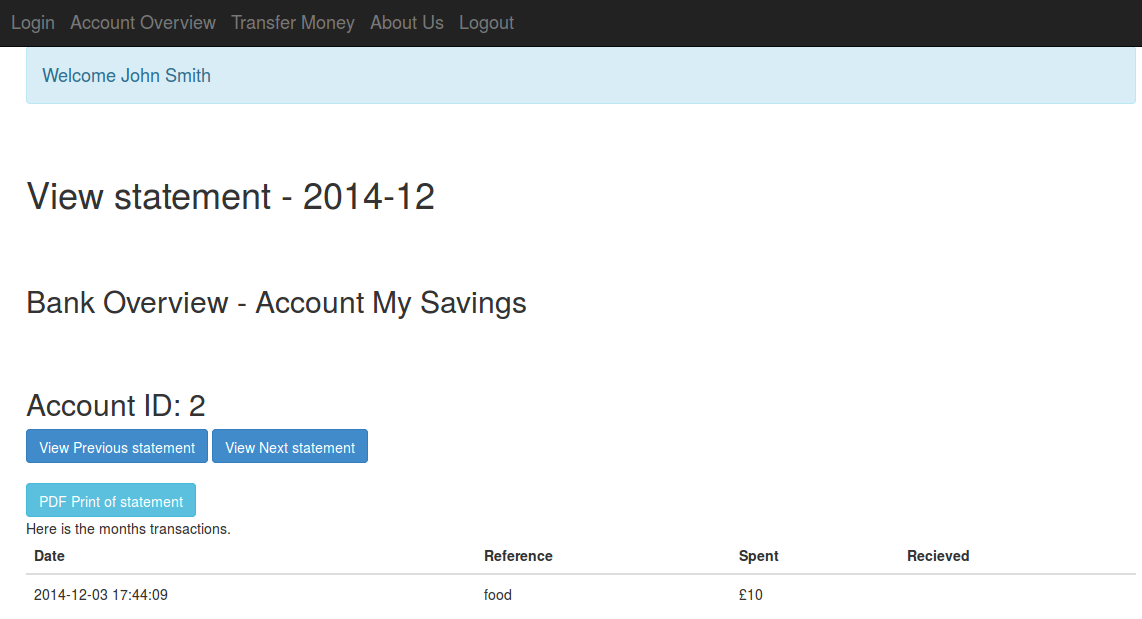 Login Account Overview Transfer Money About Us Logout
Welcome John Smith
View statement - 2014-12
Bank Overview - Account My Savings
Account ID: 2
View Previous statement View Next statement
PDF Print of statement
Here is the months transactions.
Date Reference Spent Recieved
2014-12-03 17:44:09 food £10